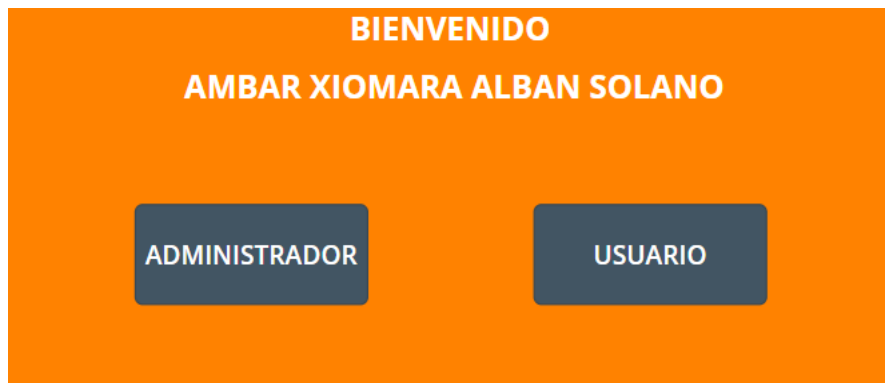 BIENVENIDO
AMBAR XIOMARA ALBAN SOLANO
ADMINISTRADOR
USUARIO